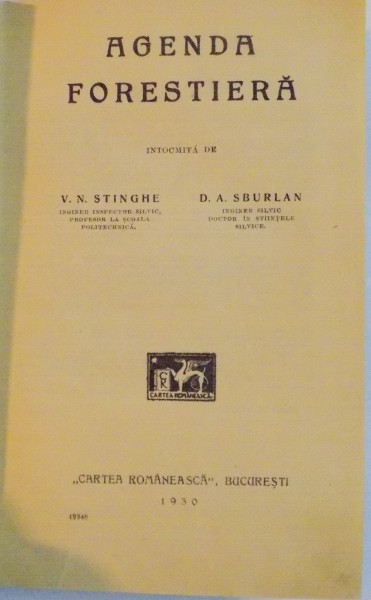 AGENDA
FORESTIERĂ
INTOCMITĂ DE
V. N. STINGHE
INGINER INSPECTOR SILVIC,
PROFESOR LA ȘCOALA
POLITECHNICĂ.
D. A. SBURLAN
INGINER SILVIC
DOCTOR ÎN ȘTIINȚELE
SILVICE.
C
R
CARTEA ROMÂNEASCĂ
„CARTEA ROMÂNEASCĂ“, BUCUREȘTI
1930